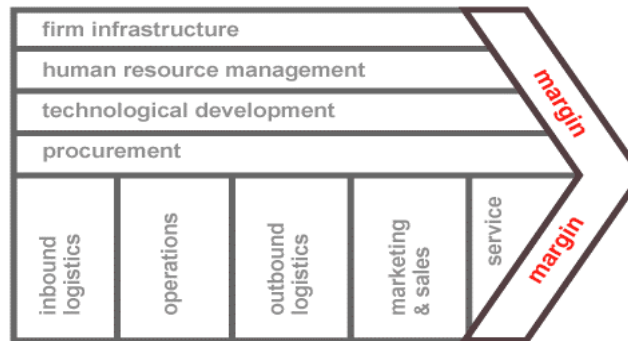 firm infrastructure
human resource management
technological development
procurement
margin
inbound
logistics
operations
outbound
logistics
marketing
& sales
service
margin